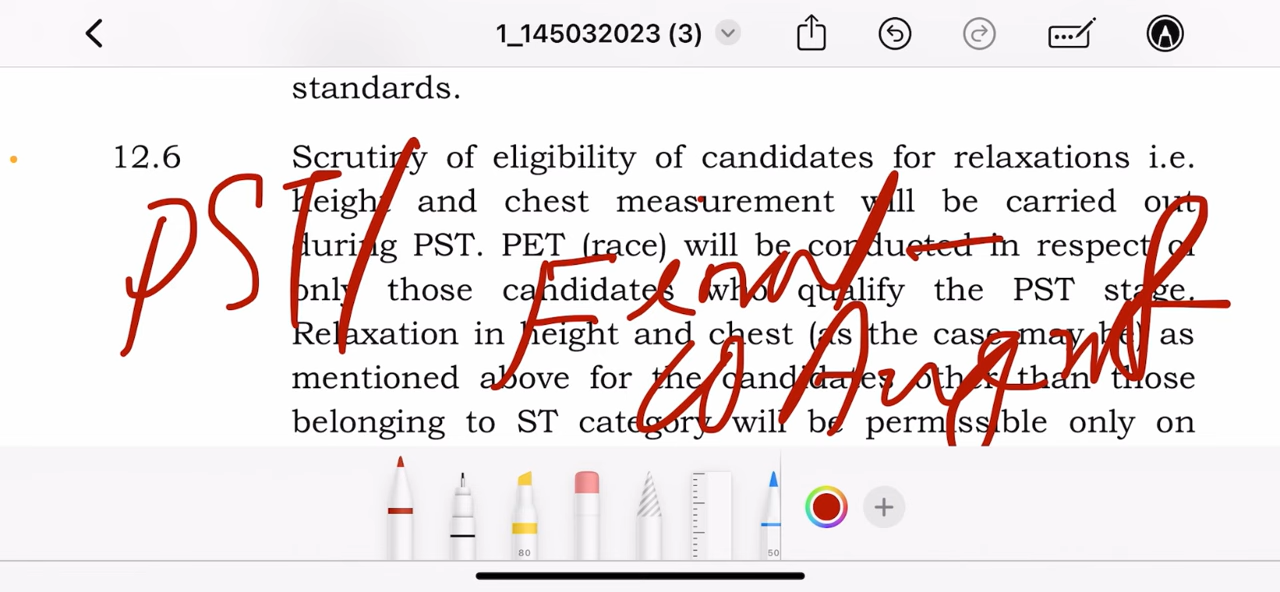 1_145032023 (3)
standards.
12.6 Scrutiny of eligibility of candidates for relaxations i.e.
height and chest measurement will be carried out
during PST. PET (race) will be conducted in respect of
only those candidates who qualify the PST stage.
Relaxation in height and chest (as the case may be) as
mentioned above for the candidates other than those
belonging to ST category will be permissible only on
PST/
80
50